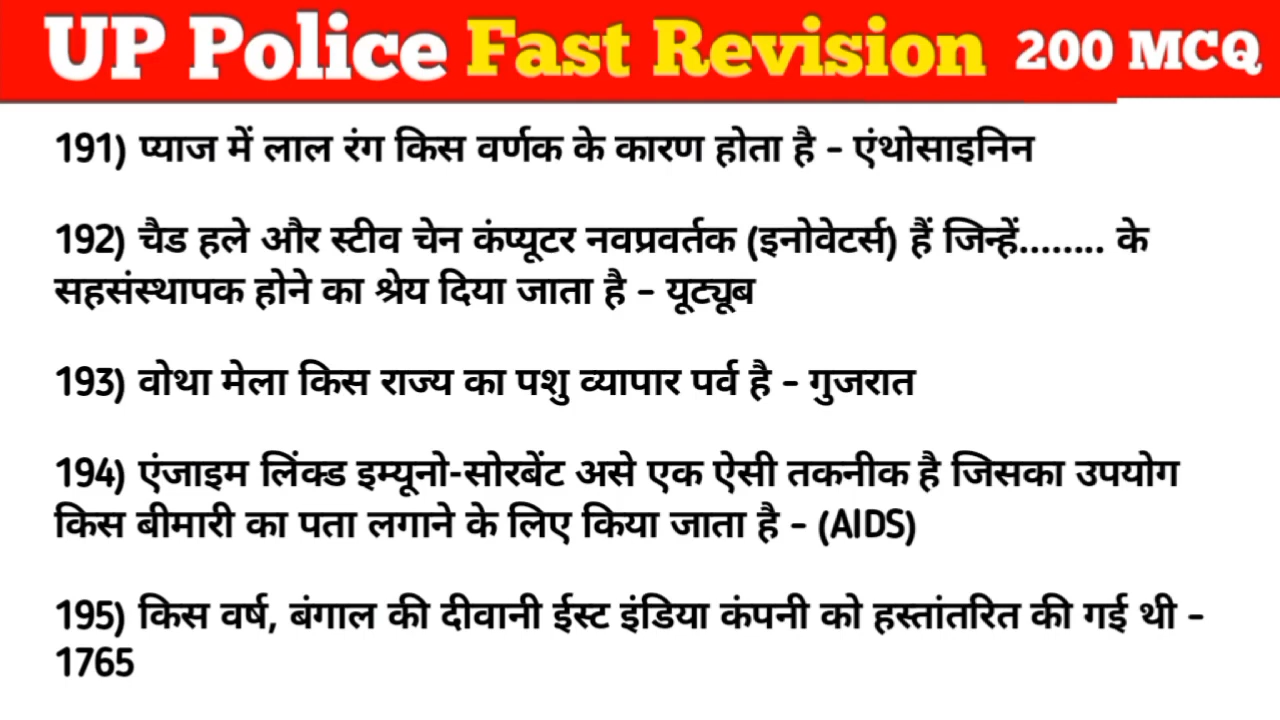 UP Police Fast Revision 200 MCQ
191) प्याज में लाल रंग किस वर्णक के कारण होता है - एंथोसाइनिन
192) चैड हले और स्टीव चेन कंप्यूटर नवप्रवर्तक (इनोवेटर्स) हैं जिन्हें........ के
सहसंस्थापक होने का श्रेय दिया जाता है - यूट्यूब
193) वोथा मेला किस राज्य का पशु व्यापार पर्व है - गुजरात
194) एंजाइम लिंक्ड इम्यूनो-सोरबेंट असे एक ऐसी तकनीक है जिसका उपयोग
किस बीमारी का पता लगाने के लिए किया जाता है - (AIDS)
195) किस वर्ष, बंगाल की दीवानी ईस्ट इंडिया कंपनी को हस्तांतरित की गई थी -
1765